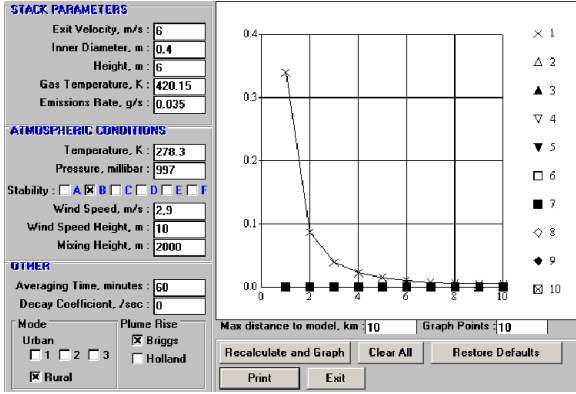 STACK PARAMETERS
Exit Velocity, m/s : 6
Inner Diameter, m : 0.4
Height, m : 6
Gas Temperature, K : 420.15
Emissions Rate, g/s : 0.035
ATMOSPHERIC CONDITIONS
Temperature, K : 278.3
Pressure, millibar : 997
Stability : A B C D E F
Wind Speed, m/s : 2.9
Wind Speed Height, m : 10
Mixing Height, m : 2000
OTHER
Averaging Time, minutes : 60
Decay Coefficient, /sec : 0
Mode
Urban
1 2 3
Rural
Plume Rise
Briggs
Holland
0.4
0.3
0.2
0.1
0.0
0 2 4 6 8 10
1
2
3
4
5
6
7
8
9
10
Max distance to model, km : 10 Graph Points : 10
Recalculate and Graph Clear All Restore Defaults
Print Exit